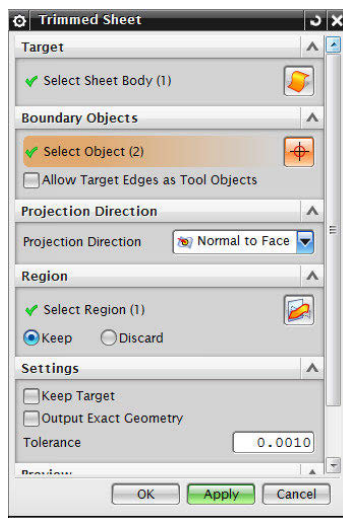 Trimmed Sheet
Target
Select Sheet Body (1)
Boundary Objects
Select Object (2)
Allow Target Edges as Tool Objects
Projection Direction
Projection Direction Normal to Face
Region
Select Region (1)
Keep Discard
Settings
Keep Target
Output Exact Geometry
Tolerance 0.0010
Preview
OK Apply Cancel